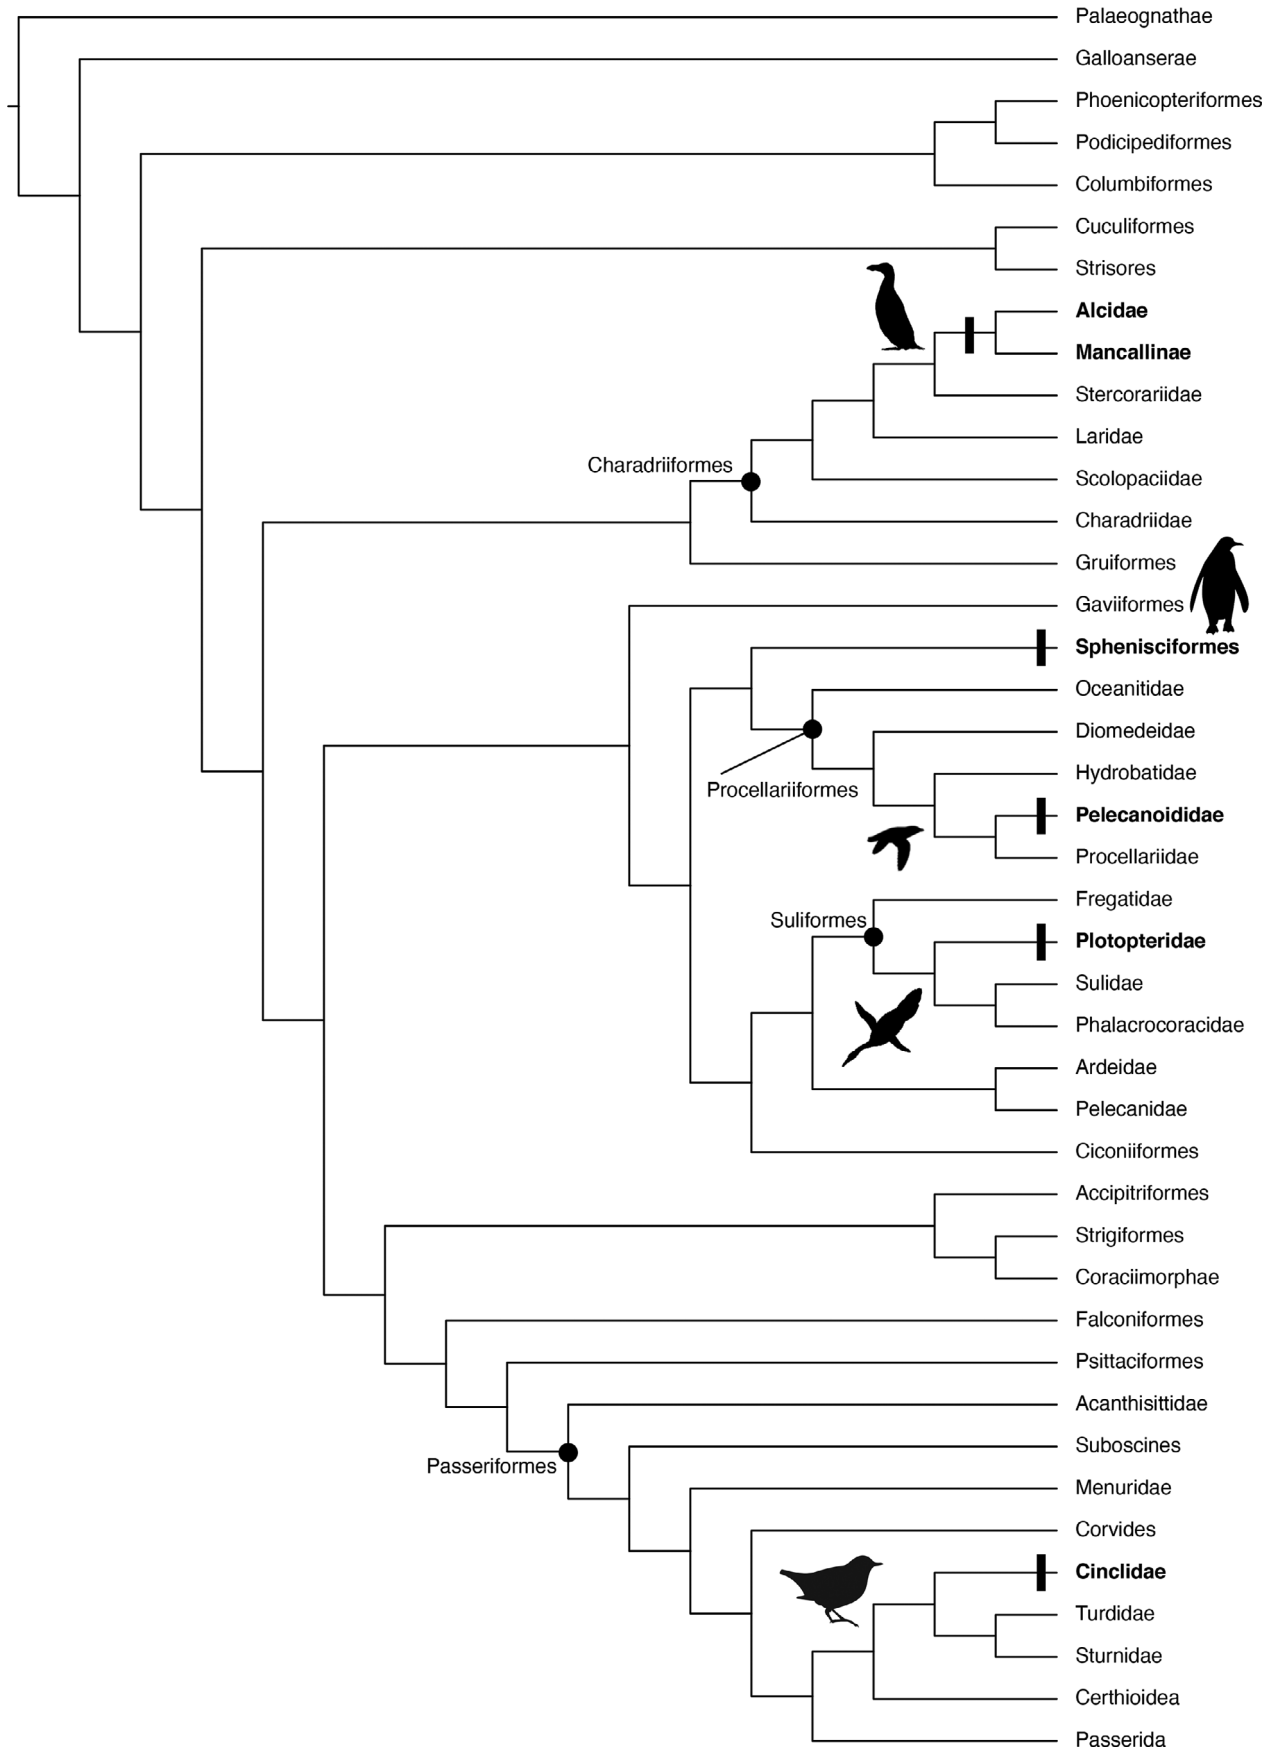 Palaeognathae
Galloanserae
Phoenicopteriformes
Podicipediformes
Columbiformes
Cuculiformes
Strisores
Alcidae
Mancallinae
Stercorariidae
Laridae
Charadriiformes
Scolopaciidae
Charadriidae
Gruiformes
Gaviiformes
Sphenisciformes
Oceanitidae
Diomedeidae
Hydrobatidae
Procellariiformes
Pelecanoididae
Procellariidae
Fregatidae
Suliformes
Plotopteridae
Sulidae
Phalacrocoracidae
Ardeidae
Pelecanidae
Ciconiiformes
Accipitriformes
Strigiformes
Coraciimorphae
Falconiformes
Psittaciformes
Acanthisittidae
Suboscines
Passeriformes
Menuridae
Corvides
Cinclidae
Turdidae
Sturnidae
Certhioidea
Passerida